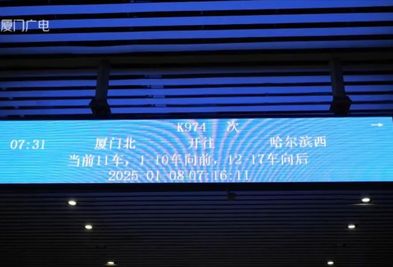 厦门广电
K974 次
07:31 厦门北 开往 哈尔滨西
当前11车，1-10车向前，12-17车向后
2025-01-08 07:16:11